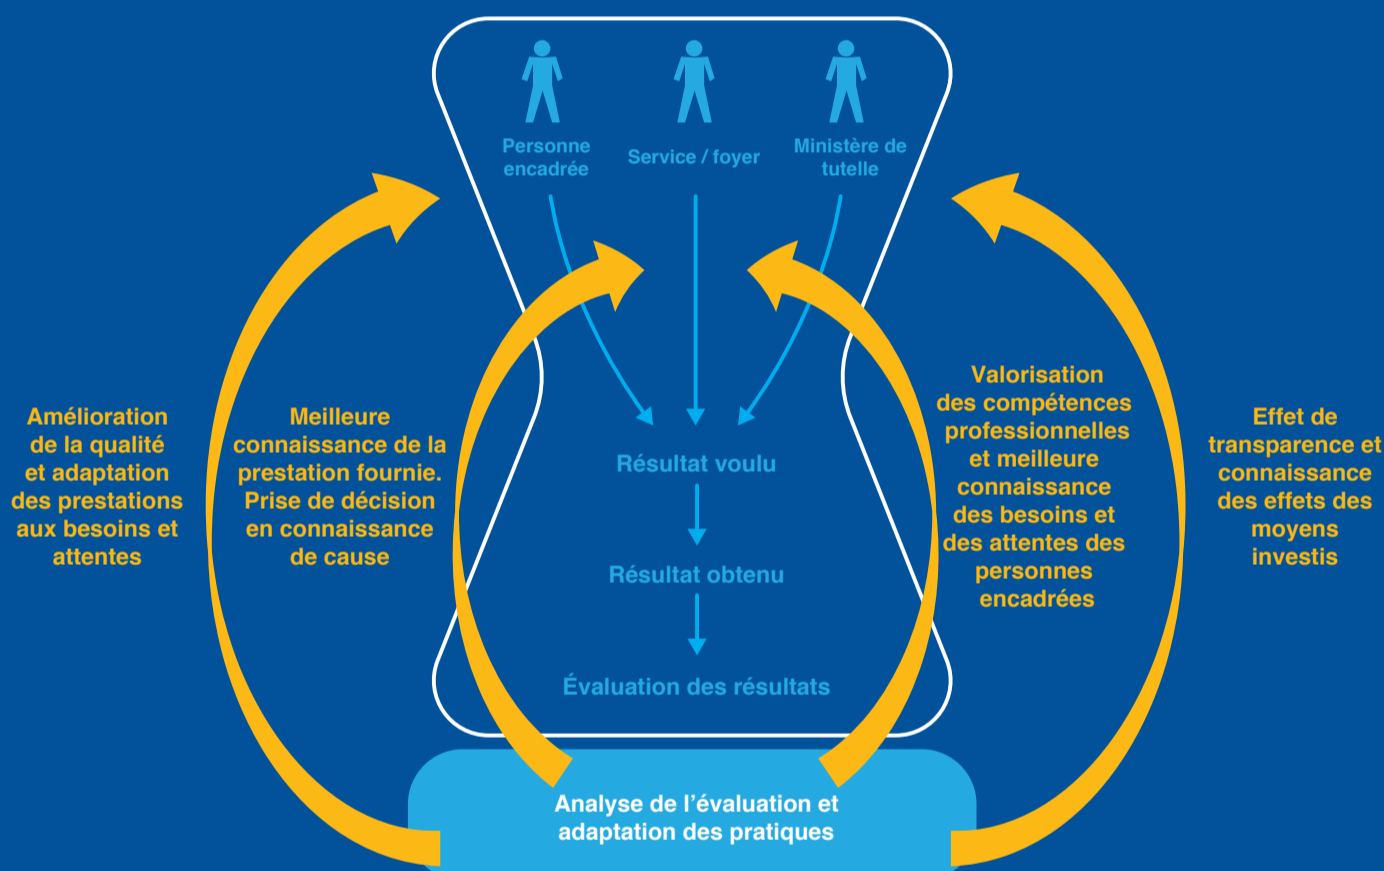 Personne
encadrée
Service / foyer
Ministère de
tutelle
Amélioration
de la qualité
et adaptation
des prestations
aux besoins et
attentes
Meilleure
connaissance de la
prestation fournie.
Prise de décision
en connaissance
de cause
Résultat voulu
Résultat obtenu
Évaluation des résultats
Valorisation
des compétences
professionnelles
et meilleure
connaissance
des besoins et
des attentes des
personnes
encadrées
Effet de
transparence et
connaissance
des effets des
moyens
investis
Analyse de l’évaluation et
adaptation des pratiques